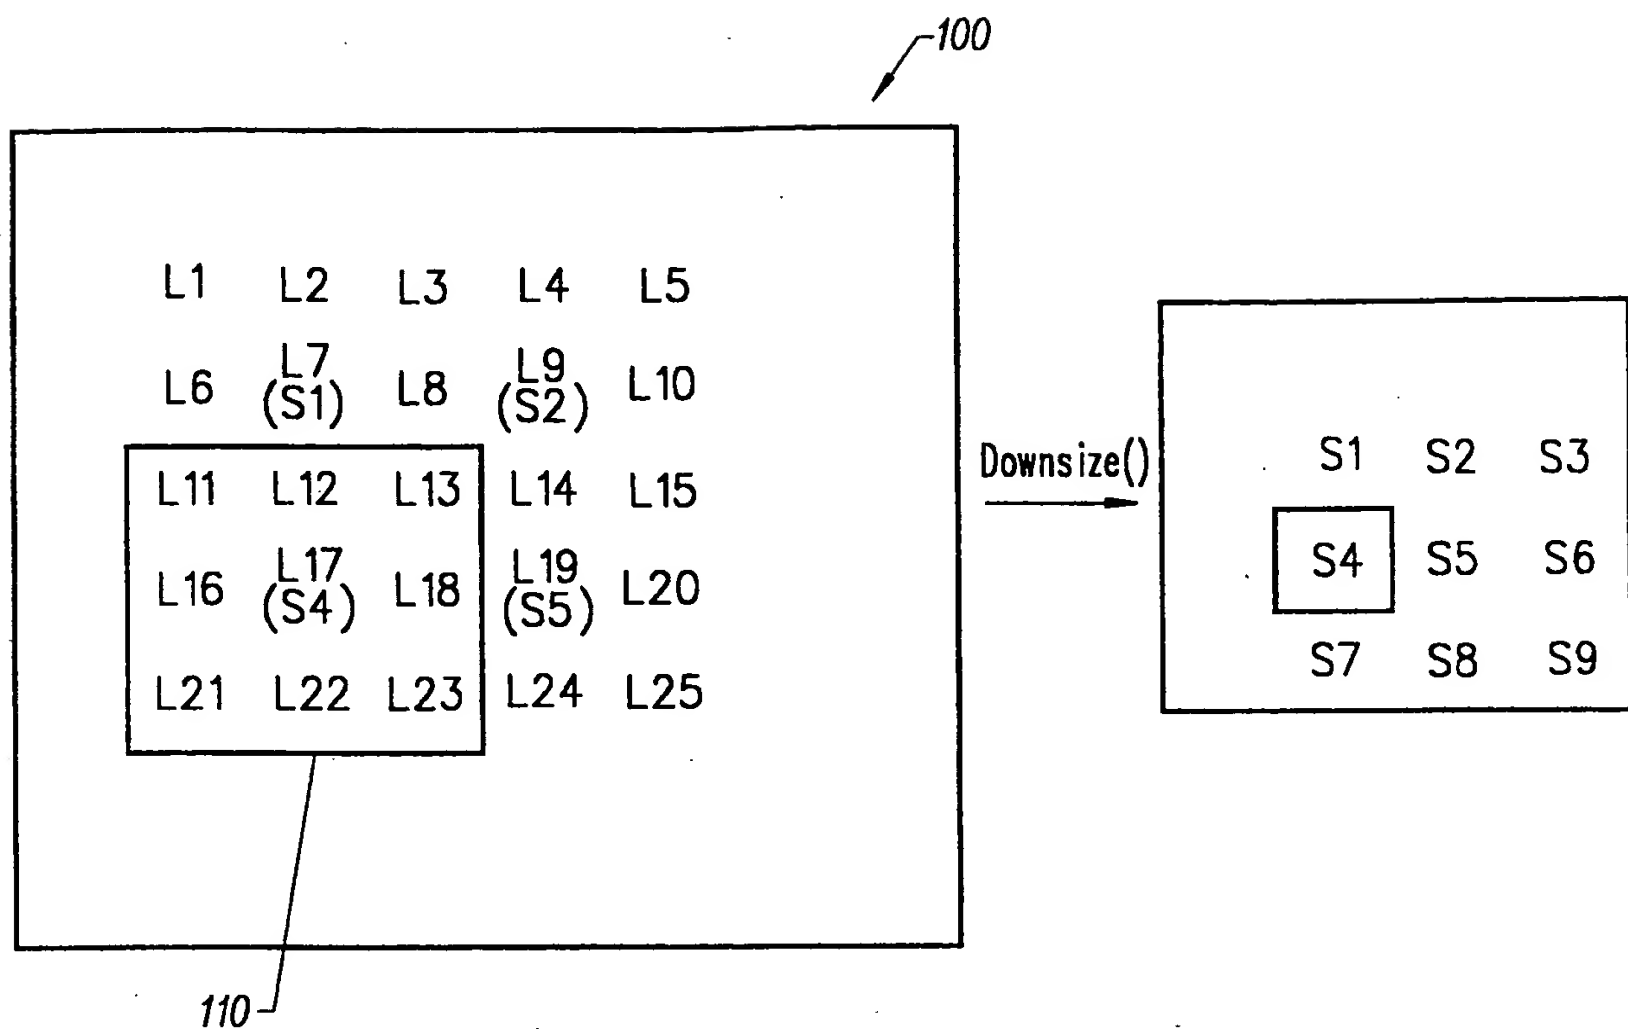 100
L1 L2 L3 L4 L5
L6 L7 L8 L9 L10
(S1) (S2)
L11 L12 L13 L14 L15
L16 L17 L18 L19 L20
(S4) (S5)
L21 L22 L23 L24 L25
110
Downsize()
S1 S2 S3
S4 S5 S6
S7 S8 S9